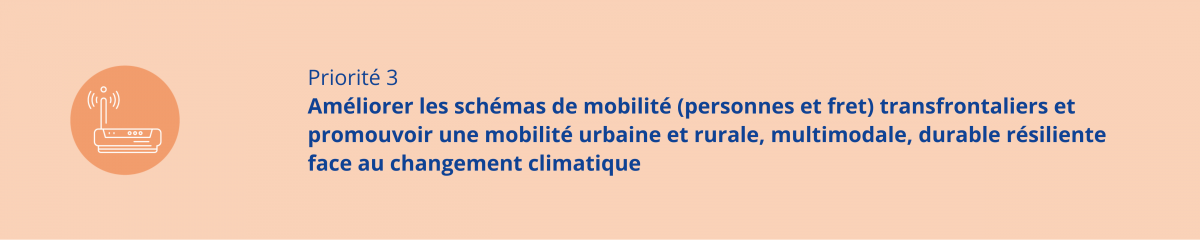 Priorité 3
Améliorer les schémas de mobilité (personnes et fret) transfrontaliers et
promouvoir une mobilité urbaine et rurale, multimodale, durable résiliente
face au changement climatique